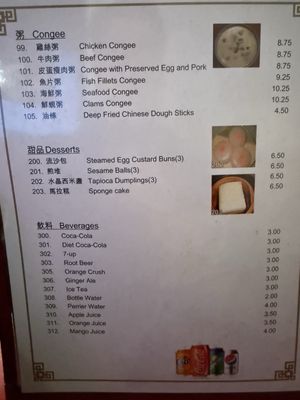 粥 Congee
99. 雞絲粥 Chicken Congee 8.75
100. 牛肉粥 Beef Congee 8.75
101. 皮蛋瘦肉粥 Congee with Preserved Egg and Pork 8.75
102. 魚片粥 Fish Fillets Congee 9.25
103. 海鮮粥 Seafood Congee 10.25
104. 鮮蜆粥 Clams Congee 10.25
105. 油條 Deep Fried Chinese Dough Sticks 4.50
甜品 Desserts
200. 流沙包 Steamed Egg Custard Buns(3) 6.50
201. 煎堆 Sesame Balls(3) 6.50
202. 水晶西米盞 Tapioca Dumplings(3) 6.50
203. 馬拉糕 Sponge cake 6.50
飲料 Beverages
300. Coca-Cola 3.00
301. Diet Coca-Cola 3.00
302. 7-up 3.00
303. Root Beer 3.00
305. Orange Crush 3.00
306. Ginger Ale 3.00
307. Ice Tea 3.00
308. Bottle Water 2.00
309. Perrier Water 4.00
310. Apple Juice 3.50
311. Orange Juice 3.50
312. Mango Juice 4.00